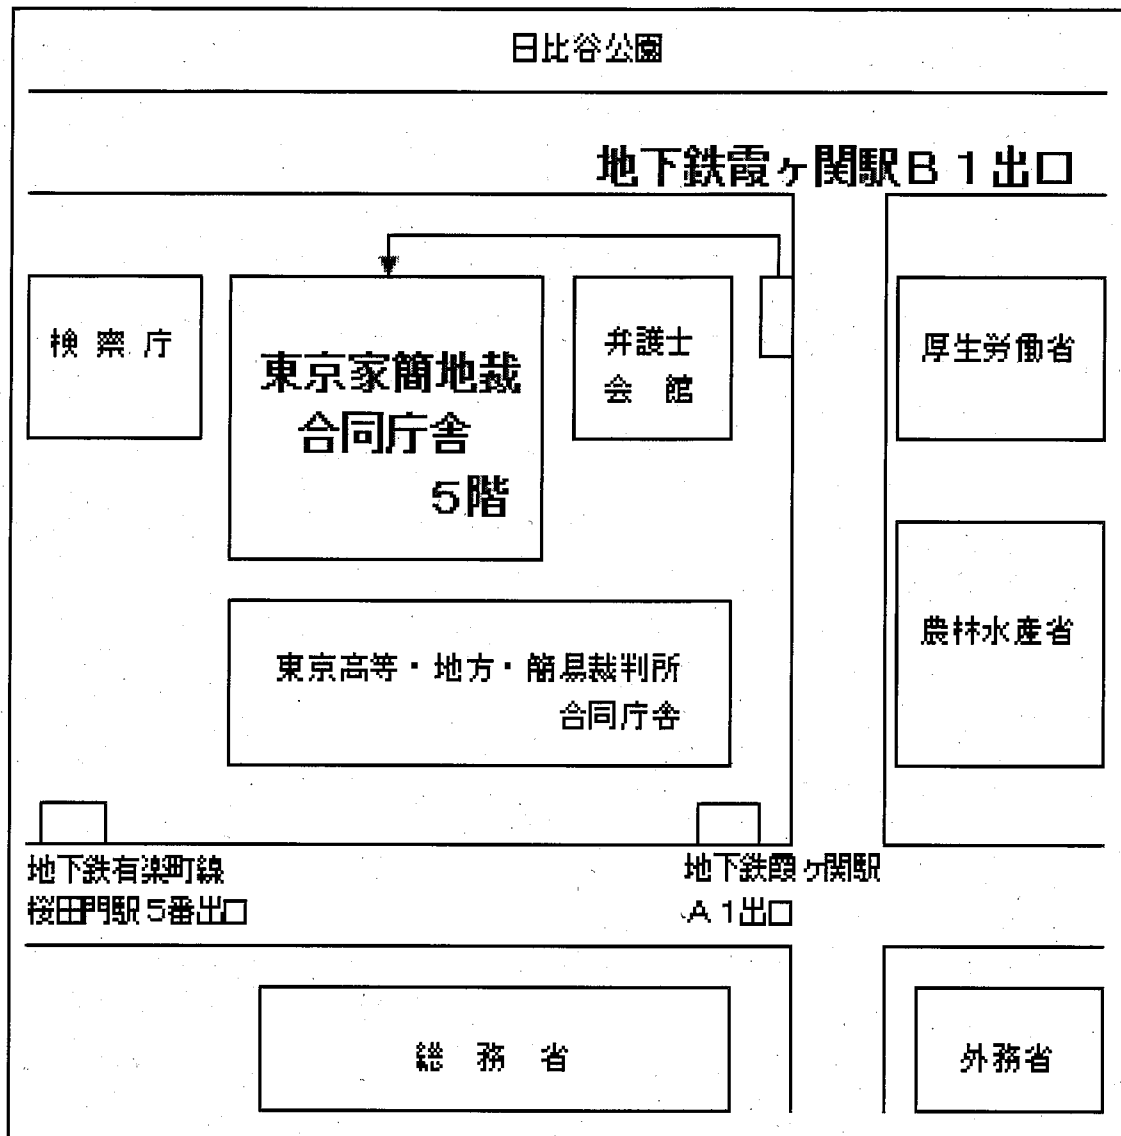 日比谷公園
地下鉄霞ヶ関駅B1出口
検察庁
東京家簡地裁
合同庁舎
5階
弁護士
会館
厚生労働省
東京高等・地方・簡易裁判所
合同庁舎
農林水産省
地下鉄有楽町線
桜田門駅5番出口
地下鉄霞ヶ関駅
A1出口
総務省
外務省